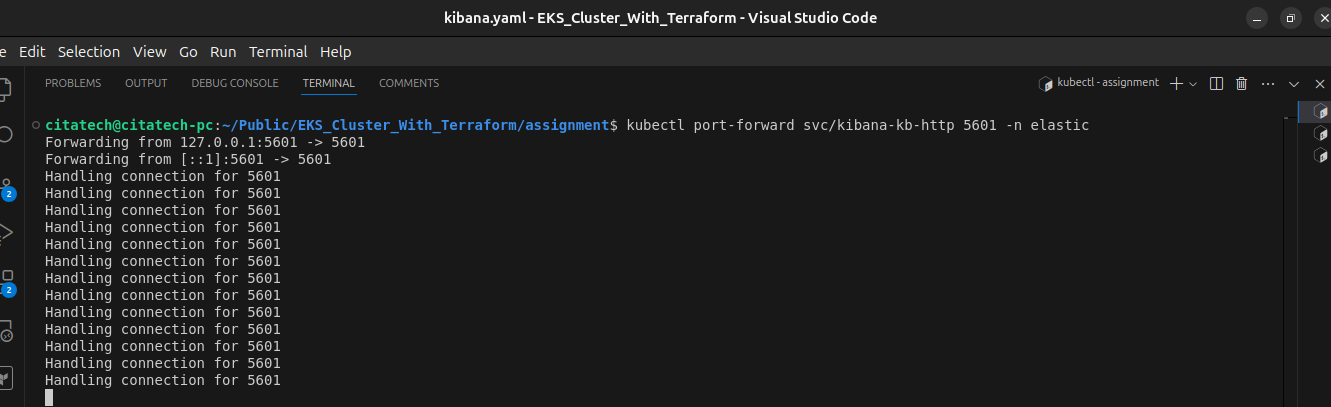 kibana.yaml - EKS_Cluster_With_Terraform - Visual Studio Code
e Edit Selection View Go Run Terminal Help
PROBLEMS OUTPUT DEBUG CONSOLE TERMINAL COMMENTS kubectl - assignment
citatech@citatech-pc:~/Public/EKS_Cluster_With_Terraform/assignment$ kubectl port-forward svc/kibana-kb-http 5601 -n elastic
Forwarding from 127.0.0.1:5601 -> 5601
Forwarding from [::1]:5601 -> 5601
Handling connection for 5601
Handling connection for 5601
2
Handling connection for 5601
Handling connection for 5601
Handling connection for 5601
Handling connection for 5601
Handling connection for 5601
Handling connection for 5601
2
Handling connection for 5601
Handling connection for 5601
Handling connection for 5601
Handling connection for 5601
Handling connection for 5601